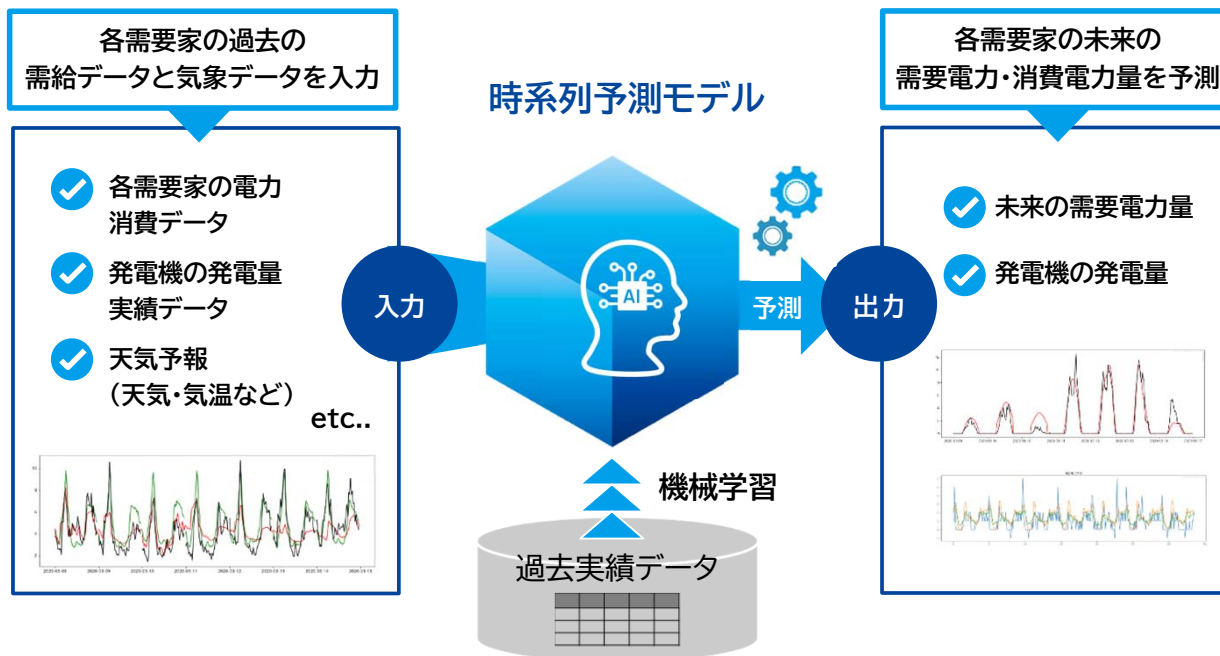 各需要家の過去の
需給データと気象データを入力
各需要家の電力
消費データ
発電機の発電量
実績データ
天気予報
（天気・気温など）
etc..
入力
時系列予測モデル
AI
予測
機械学習
過去実績データ
各需要家の未来の
需要電力・消費電力量を予測
出力
未来の需要電力量
発電機の発電量